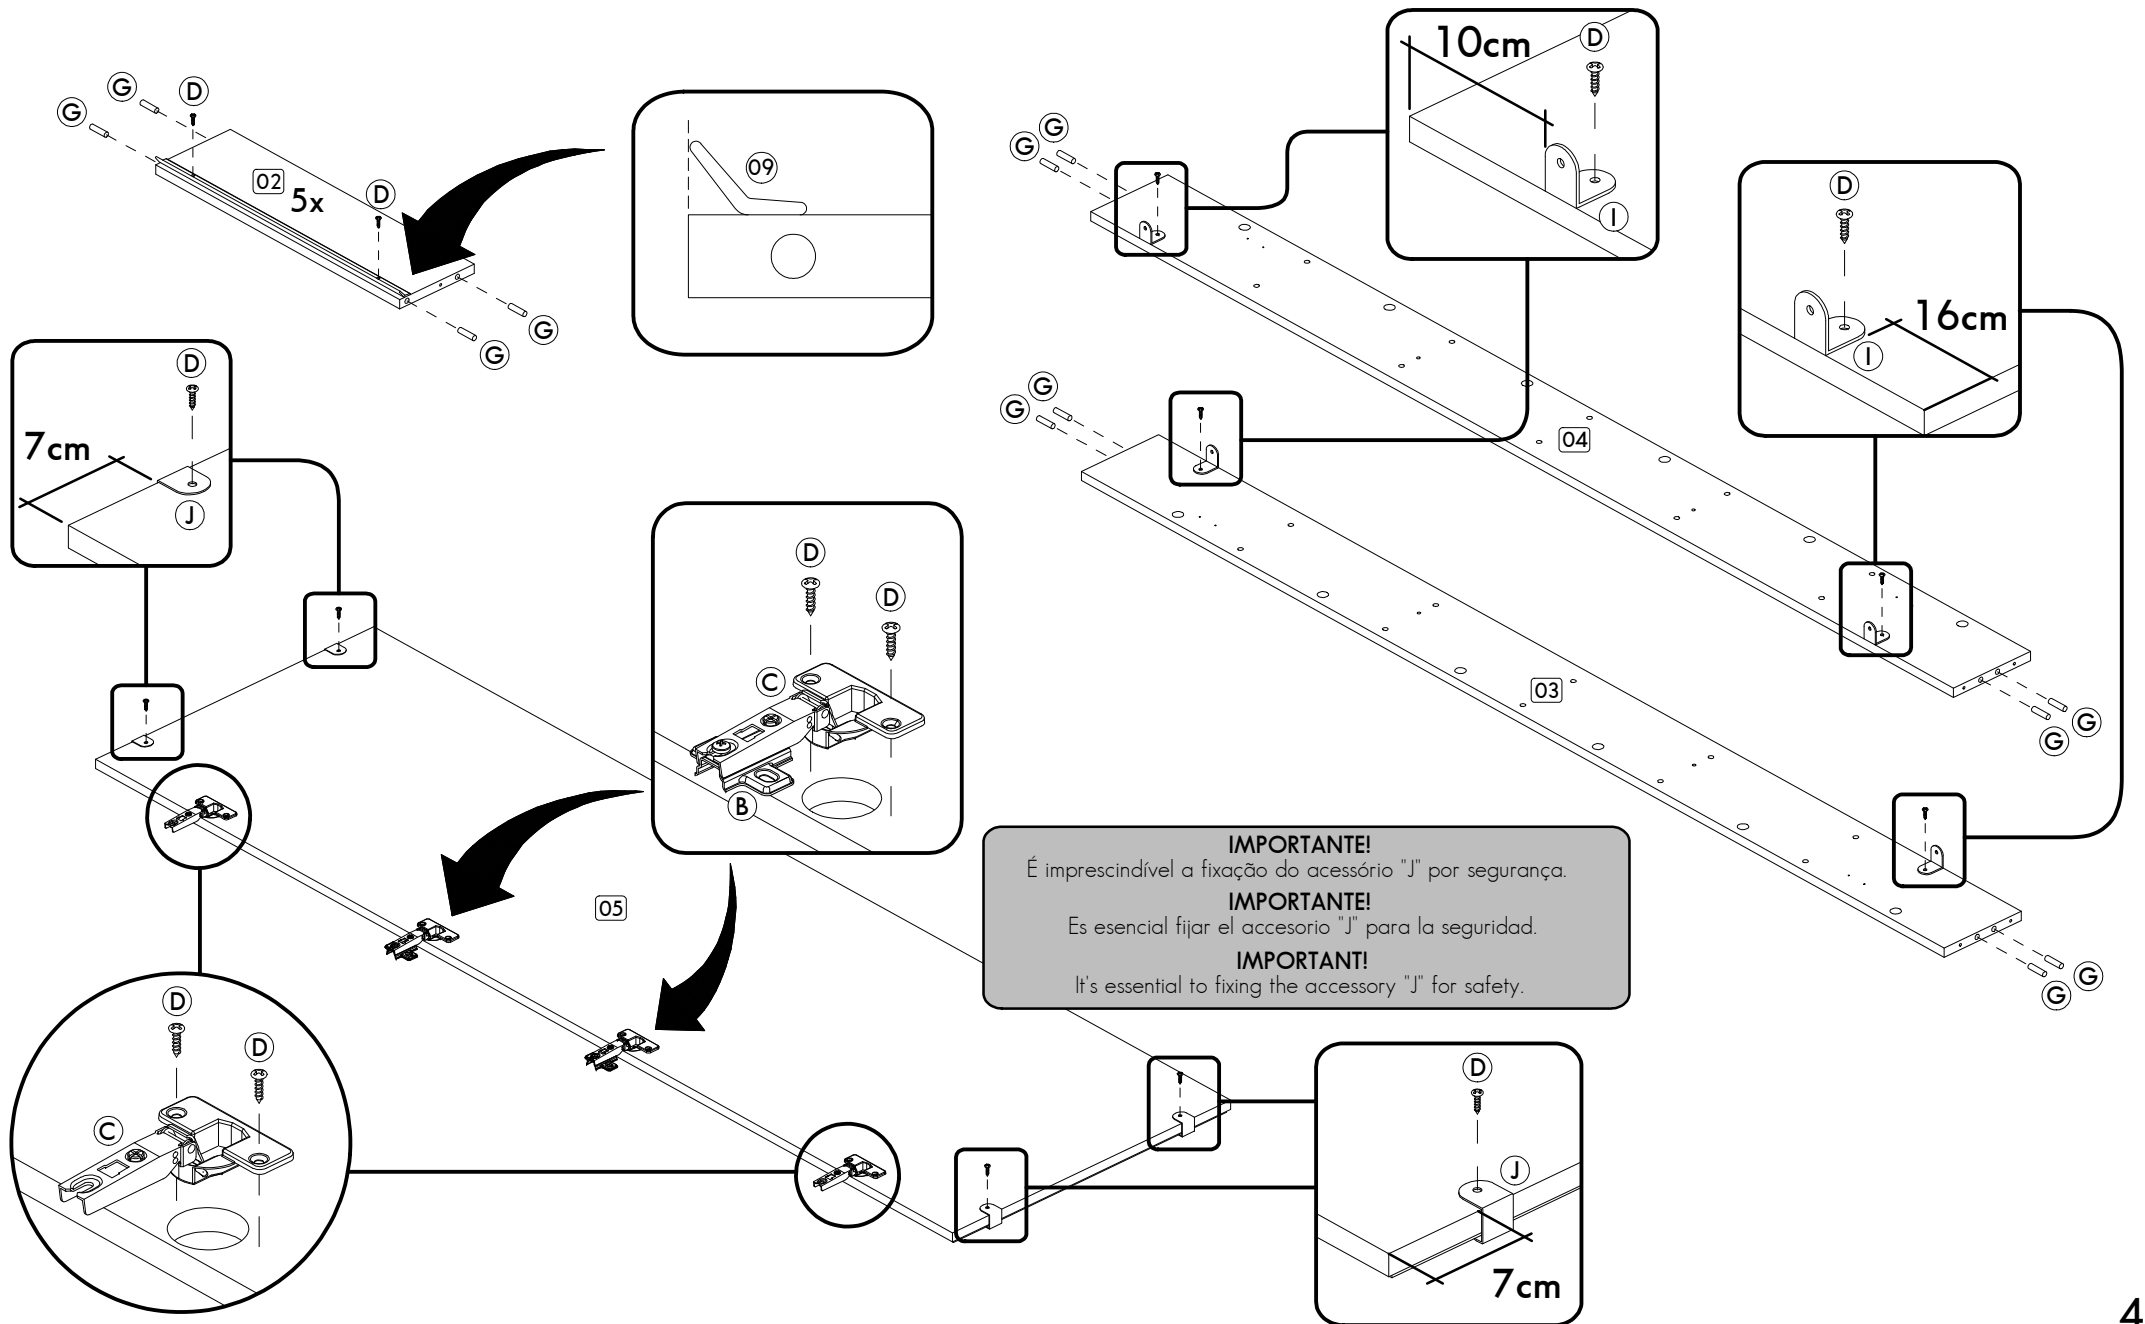 G
G
D
02
5x
D
G
G
09
10cm
D
I
G
G
D
16cm
I
G
G
04
03
G
G
G
G
D
7cm
J
D
D
C
B
05
IMPORTANTE!
É imprescindível a fixação do acessório "J" por segurança.
IMPORTANTE!
Es esencial fijar el accesorio "J" para la seguridad.
IMPORTANT!
It's essential to fixing the accessory "J" for safety.
D
D
C
D
J
7cm
4